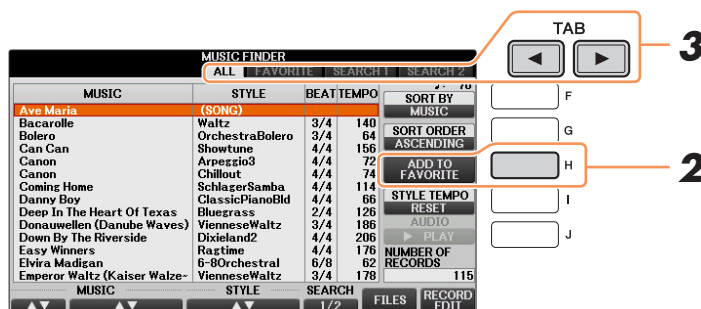 TAB
3
MUSIC FINDER
ALL FAVORITE SEARCH 1 SEARCH 2
MUSIC STYLE BEAT TEMPO
Ave Maria (SONG)
Bacarolle Waltz 3/4 140
Bolero OrchestraBolero 3/4 64
Can Can Showtune 4/4 156
Canon Arpeggio3 4/4 72
Canon Chillout 4/4 74
Coming Home SchlagerSamba 4/4 114
Danny Boy ClassicPianoBld 4/4 66
Deep In The Heart Of Texas Bluegrass 2/4 126
Donauwellen (Danube Waves) VienneseWaltz 3/4 186
Down By The Riverside Dixieland2 4/4 206
Easy Winners Ragtime 4/4 176
Elvira Madigan 6-8Orchestral 6/8 62
Emperor Waltz (Kaiser Walze~ VienneseWaltz 3/4 178
SORT BY
MUSIC
SORT ORDER
ASCENDING
ADD TO
FAVORITE
STYLE TEMPO
RESET
AUDIO
PLAY
NUMBER OF
RECORDS
115
F
G
H
I
J
2
MUSIC STYLE SEARCH
1/2
FILES
RECORD
EDIT